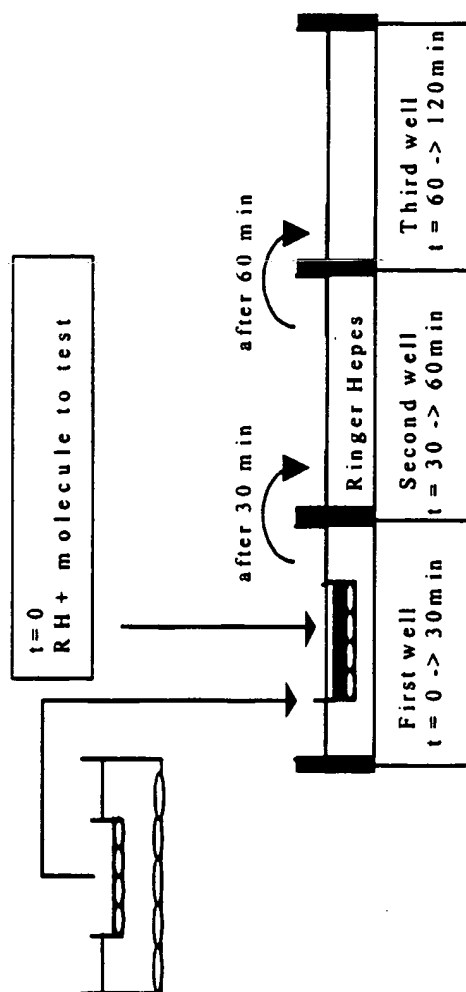 t=0
RH + molecule to test
after 30 min
after 60 min
Ringer Hepes
First well
t = 0 -> 30min
Second well
t = 30 -> 60min
Third well
t = 60 -> 120min